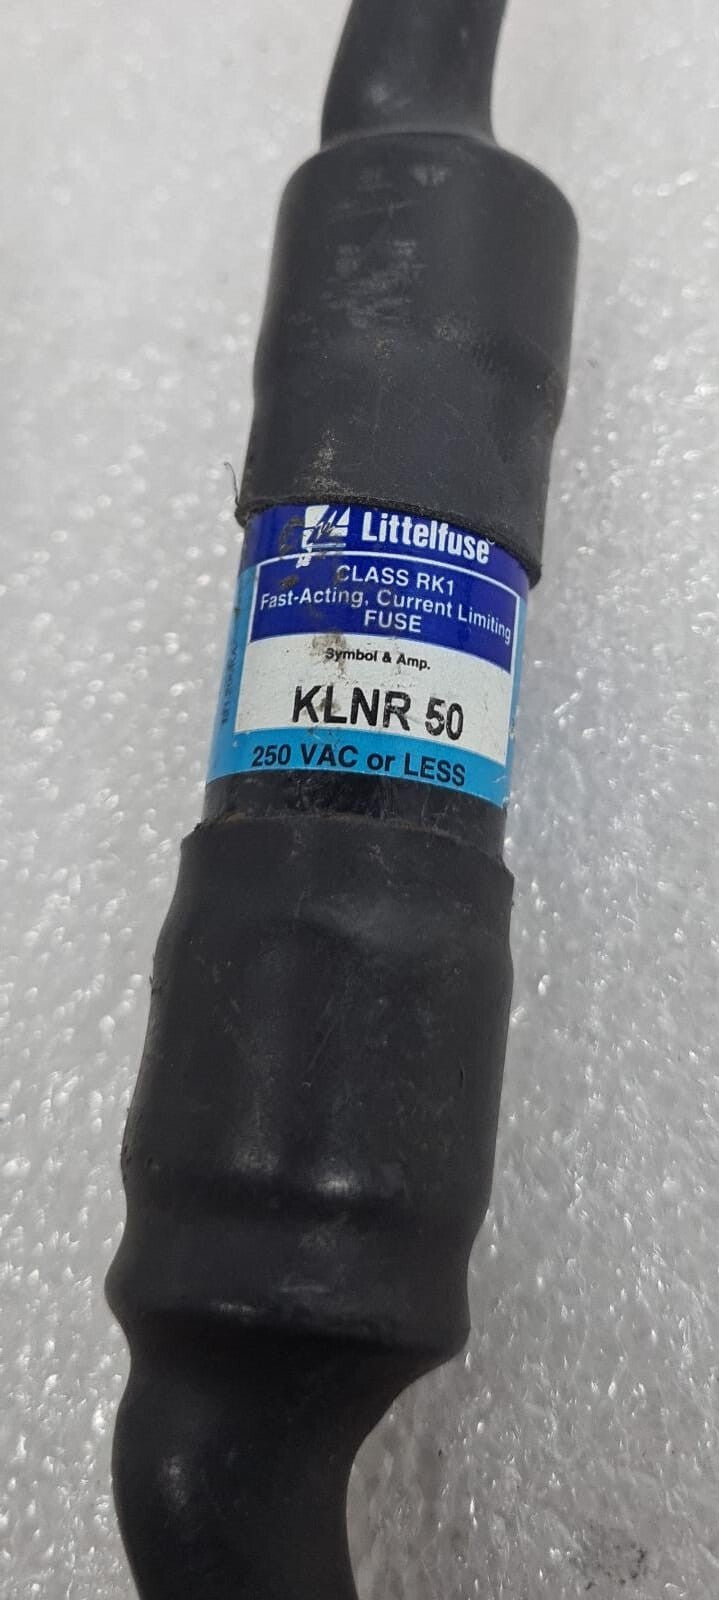 Littelfuse®
CLASS RK1
Fast-Acting, Current Limiting
FUSE
Symbol & Amp.
KLNR 50
250 VAC or LESS